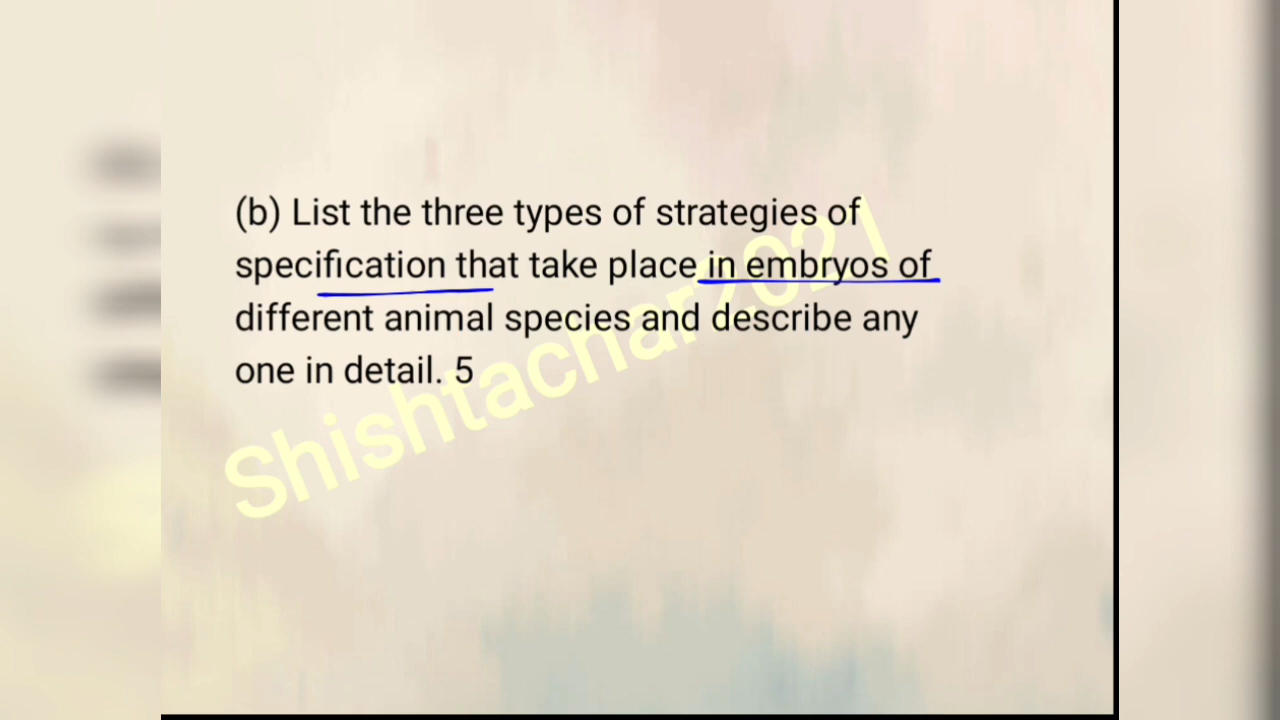 (b) List the three types of strategies of
specification that take place in embryos of
different animal species and describe any
one in detail. 5
Shishtachar2021